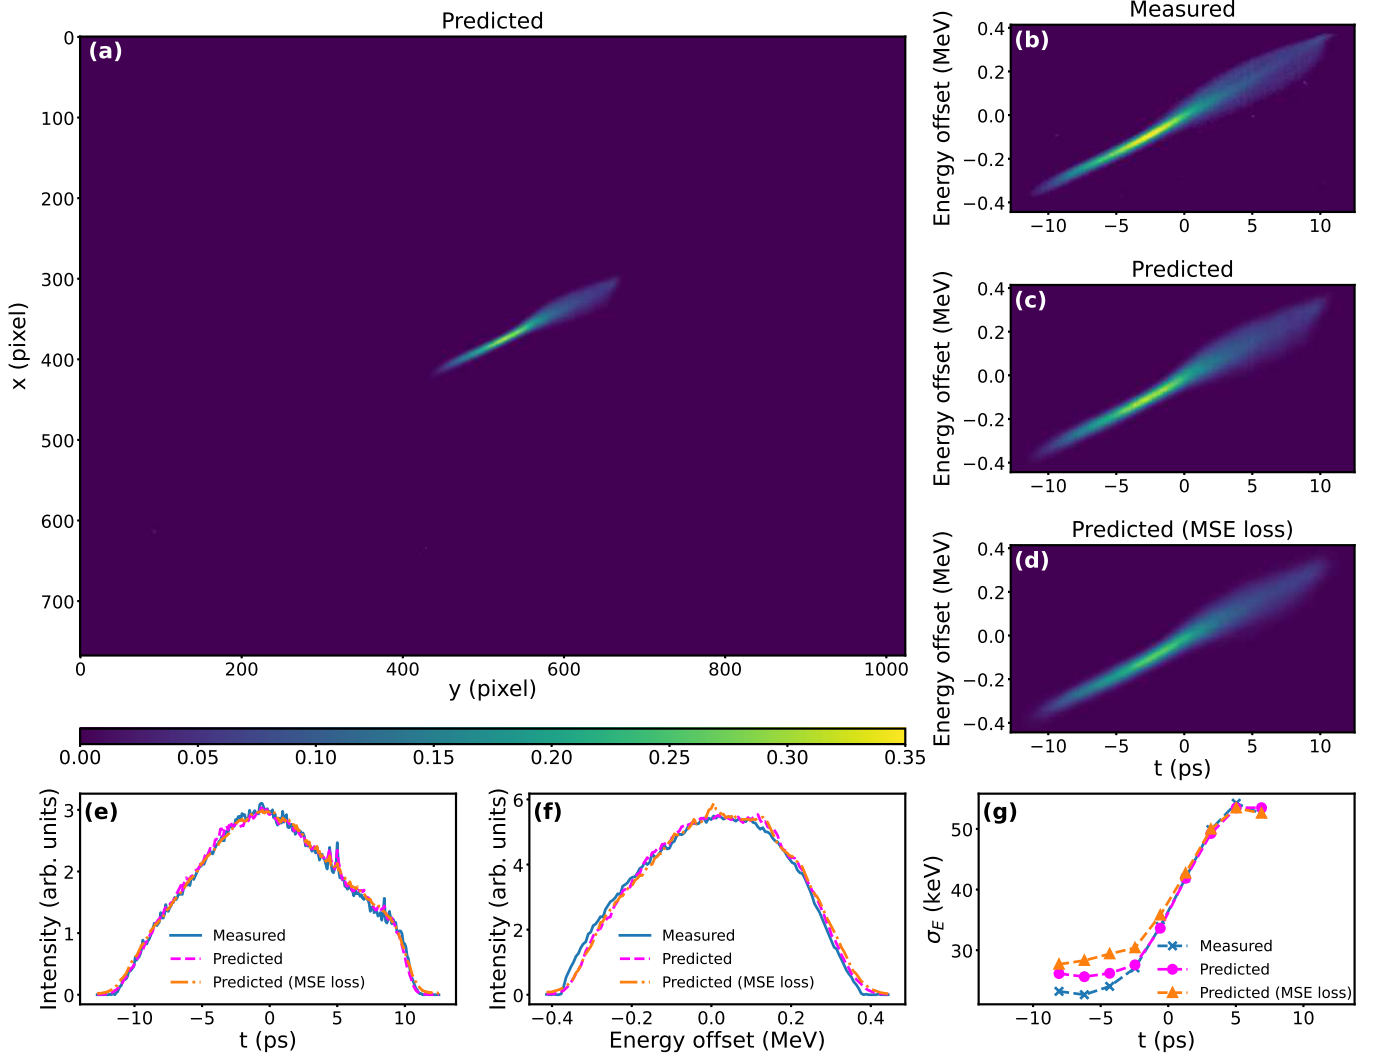 Predicted
(a)
0
100
200
300
400
500
600
700
x (pixel)
0
200
400
600
800
1000
y (pixel)
0.00
0.05
0.10
0.15
0.20
0.25
0.30
0.35
Measured
(b)
0.4
0.2
0.0
−0.2
−0.4
Energy offset (MeV)
−10
−5
0
5
10
Predicted
(c)
0.4
0.2
0.0
−0.2
−0.4
Energy offset (MeV)
−10
−5
0
5
10
Predicted (MSE loss)
(d)
0.4
0.2
0.0
−0.2
−0.4
Energy offset (MeV)
−10
−5
0
5
10
t (ps)
(e)
3
2
1
0
Intensity (arb. units)
Measured
Predicted
Predicted (MSE loss)
−10
−5
0
5
10
t (ps)
(f)
6
4
2
0
Intensity (arb. units)
Measured
Predicted
Predicted (MSE loss)
−0.4
−0.2
0.0
0.2
0.4
Energy offset (MeV)
(g)
50
40
30
σE (keV)
Measured
Predicted
Predicted (MSE loss)
−10
−5
0
5
10
t (ps)